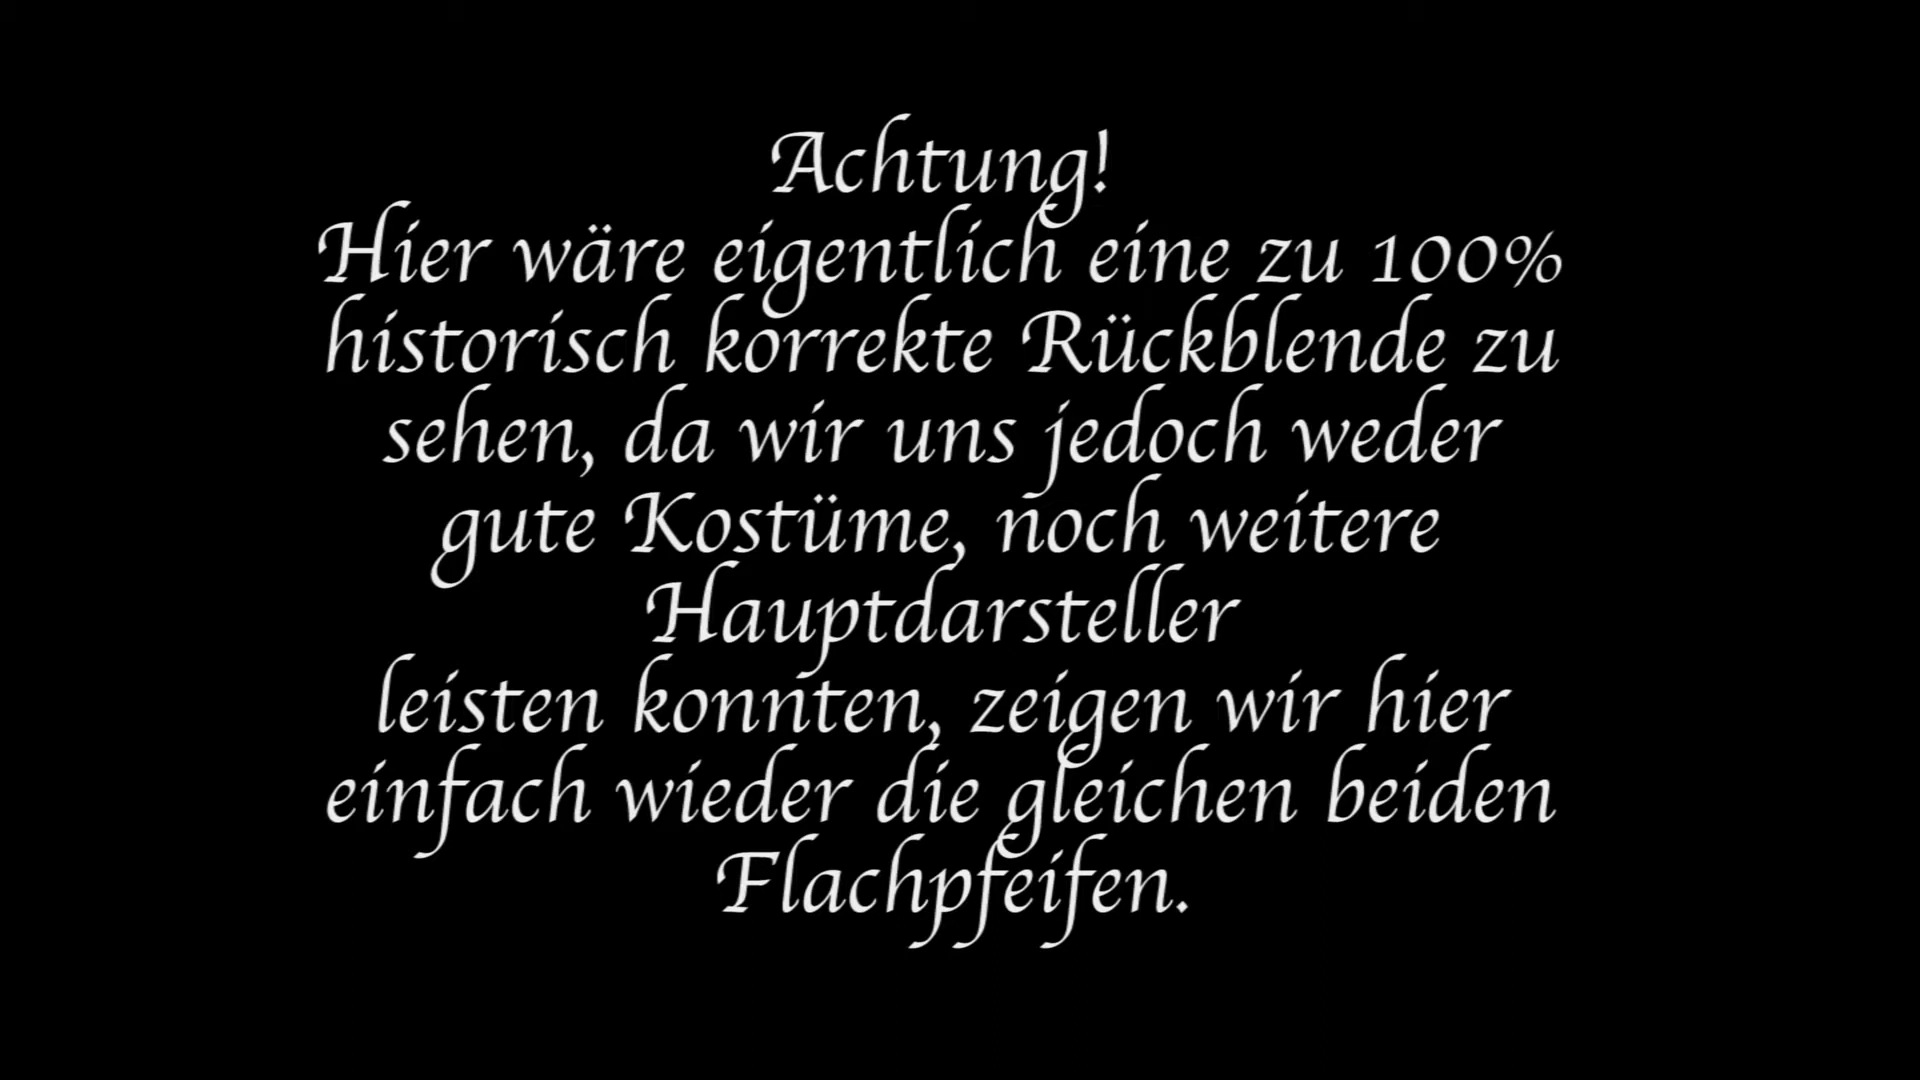 Achtung!
Hier wäre eigentlich eine zu 100%
historisch korrekte Rückblende zu
sehen, da wir uns jedoch weder
gute Kostüme, noch weitere
Hauptdarsteller
leisten konnten, zeigen wir hier
einfach wieder die gleichen beiden
Flachpfeifen.